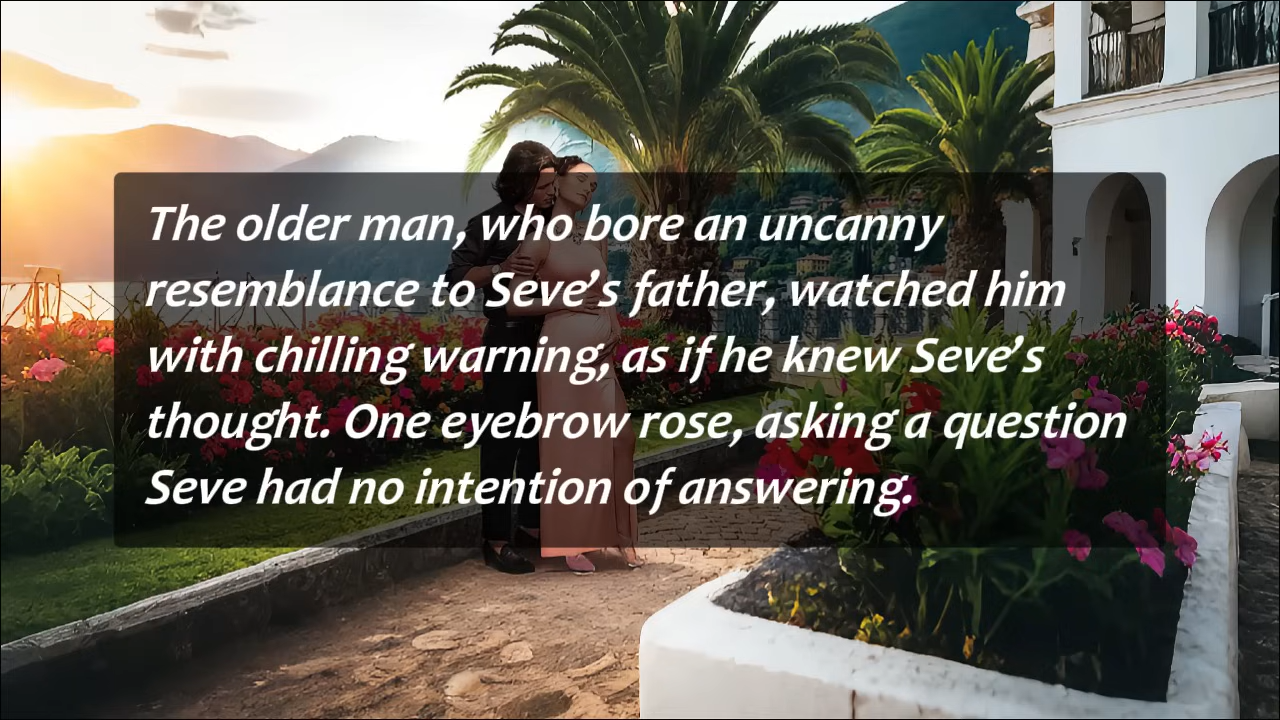 The older man, who bore an uncanny
resemblance to Seve’s father, watched him
with chilling warning, as if he knew Seve’s
thought. One eyebrow rose, asking a question
Seve had no intention of answering.